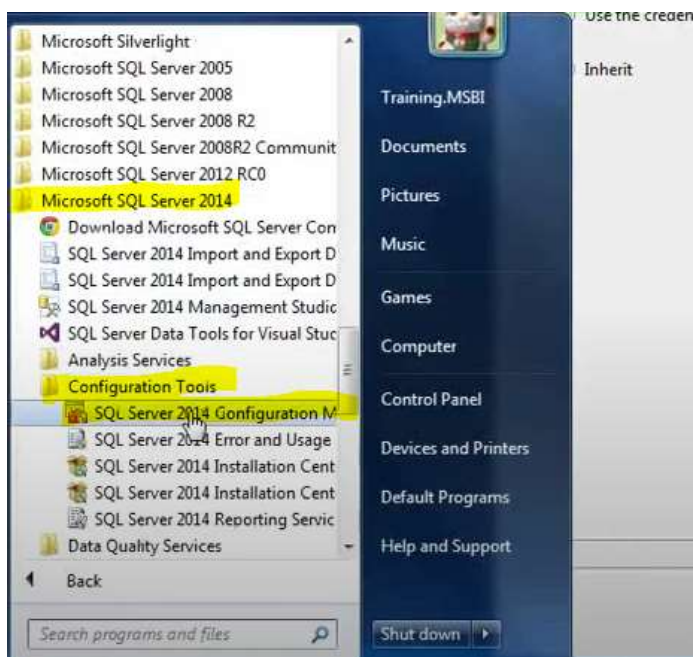 Microsoft Silverlight
Microsoft SQL Server 2005
Microsoft SQL Server 2008
Microsoft SQL Server 2008 R2
Microsoft SQL Server 2008R2 Communit
Microsoft SQL Server 2012 RC0
Microsoft SQL Server 2014
Download Microsoft SQL Server Com
SQL Server 2014 Import and Export D
SQL Server 2014 Import and Export D
SQL Server 2014 Management Studio
SQL Server Data Tools for Visual Stuc
Analysis Services
Configuration Tools
SQL Server 2014 Configuration M
SQL Server 2014 Error and Usage
SQL Server 2014 Installation Cent
SQL Server 2014 Installation Cent
SQL Server 2014 Reporting Servic
Data Quality Services
Back
Search programs and files
Training.MSBI
Documents
Pictures
Music
Games
Computer
Control Panel
Devices and Printers
Default Programs
Help and Support
Shut down
Use the creden
Inherit